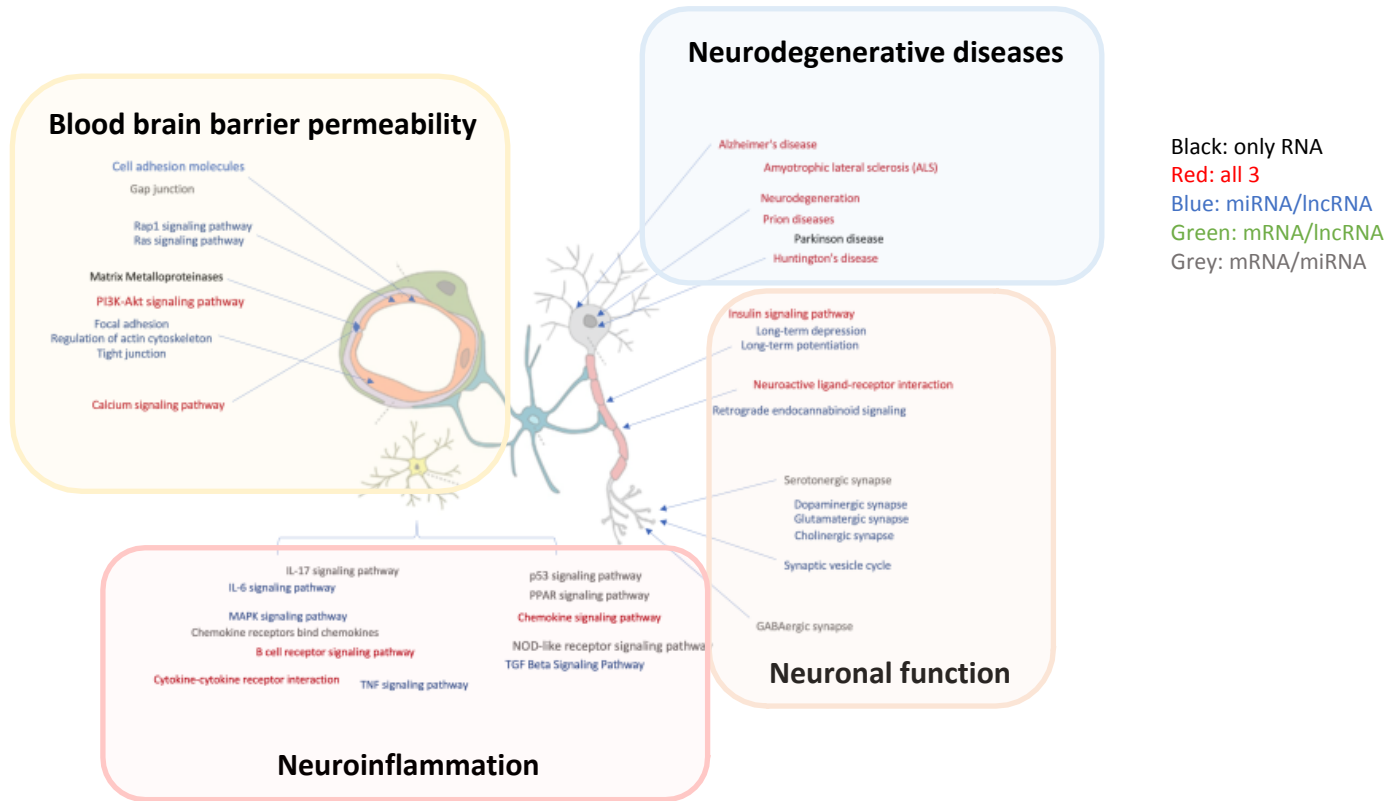 Neurodegenerative diseases
Alzheimer's disease
Amyotrophic lateral sclerosis (ALS)
Neurodegeneration
Prion diseases
Parkinson disease
Huntington's disease
Blood brain barrier permeability
Cell adhesion molecules
Gap junction
Rap1 signaling pathway
Ras signaling pathway
Matrix Metalloproteinases
PI3K-Akt signaling pathway
Focal adhesion
Regulation of actin cytoskeleton
Tight junction
Calcium signaling pathway
Black: only RNA
Red: all 3
Blue: miRNA/lncRNA
Green: mRNA/lncRNA
Grey: mRNA/miRNA
Insulin signaling pathway
Long-term depression
Long-term potentiation
Neuroactive ligand-receptor interaction
Retrograde endocannabinoid signaling
Serotonergic synapse
Dopaminergic synapse
Glutamatergic synapse
Cholinergic synapse
Synaptic vesicle cycle
GABAergic synapse
Neuronal function
IL-17 signaling pathway
IL-6 signaling pathway
MAPK signaling pathway
Chemokine receptors bind chemokines
B cell receptor signaling pathway
Cytokine-cytokine receptor interaction
TNF signaling pathway
p53 signaling pathway
PPAR signaling pathway
Chemokine signaling pathway
NOD-like receptor signaling pathway
TGF Beta Signaling Pathway
Neuroinflammation